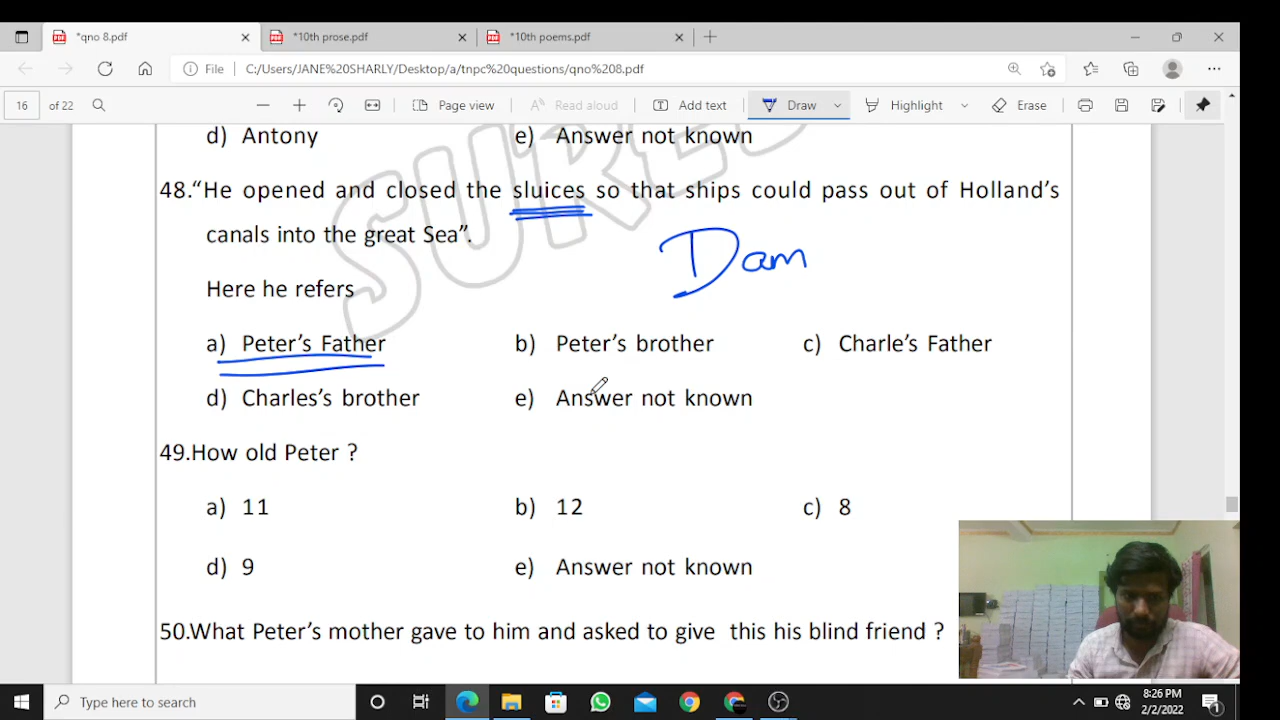 *qno 8.pdf
*10th prose.pdf
*10th poems.pdf
File C:/Users/JANE%20SHARLY/Desktop/a/tnpc%20questions/qno%208.pdf
16 of 22 Page view Read aloud Add text Draw Highlight Erase
d) Antony e) Answer not known
48.“He opened and closed the sluices so that ships could pass out of Holland’s
canals into the great Sea”.
Dam
Here he refers
a) Peter’s Father b) Peter’s brother c) Charle’s Father
d) Charles’s brother e) Answer not known
49.How old Peter ?
a) 11 b) 12 c) 8
d) 9 e) Answer not known
50.What Peter’s mother gave to him and asked to give this his blind friend ?
Type here to search
8:26 PM
2/2/2022